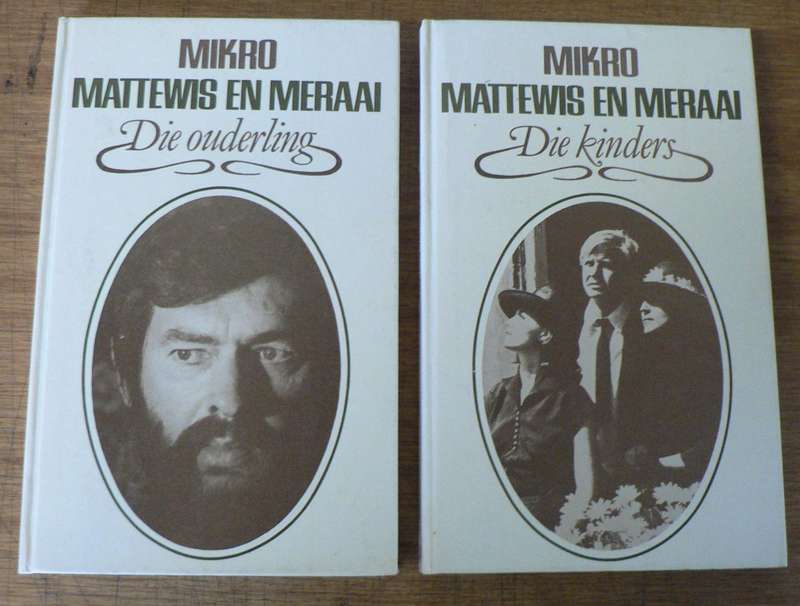 MIKRO
MATTEWIS EN MERAAI
Die ouderling
MIKRO
MATTEWIS EN MERAAI
Die kinders